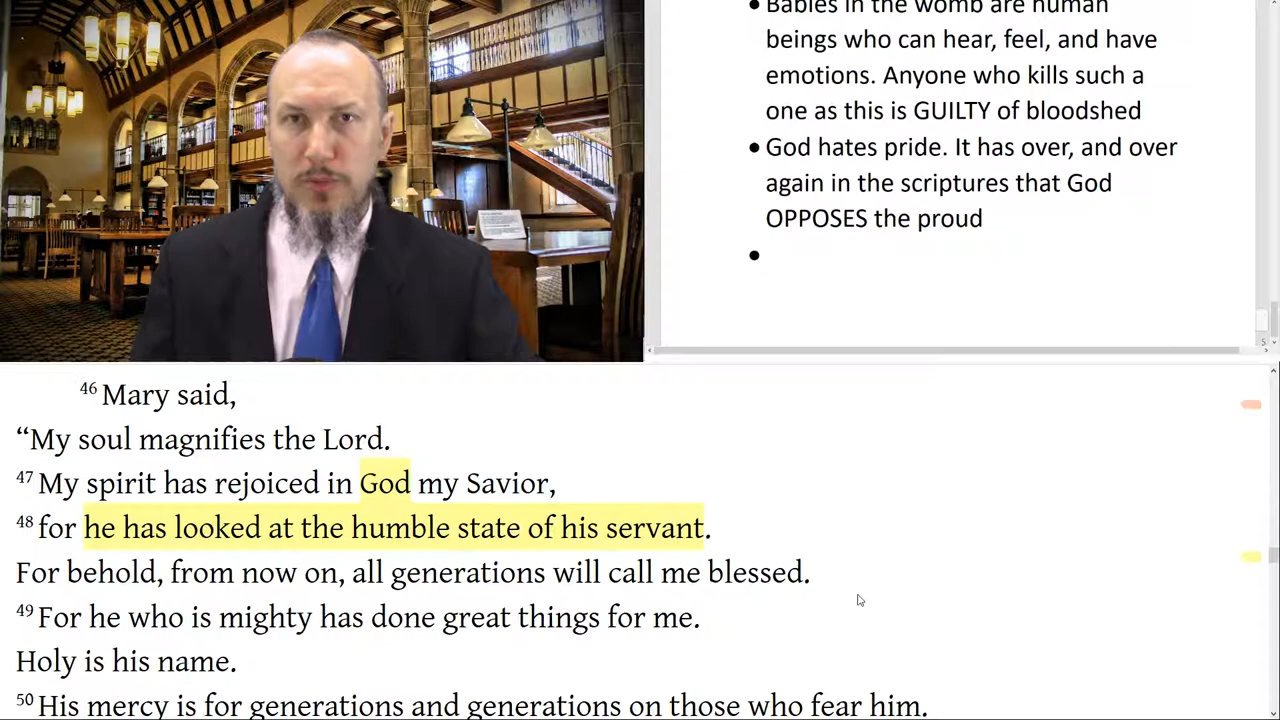 • Babies in the womb are human
beings who can hear, feel, and have
emotions. Anyone who kills such a
one as this is GUILTY of bloodshed
• God hates pride. It has over, and over
again in the scriptures that God
OPPOSES the proud
•
5
46 Mary said,
“My soul magnifies the Lord.
47 My spirit has rejoiced in God my Savior,
48 for he has looked at the humble state of his servant.
For behold, from now on, all generations will call me blessed.
49 For he who is mighty has done great things for me.
Holy is his name.
50 His mercy is for generations and generations on those who fear him.